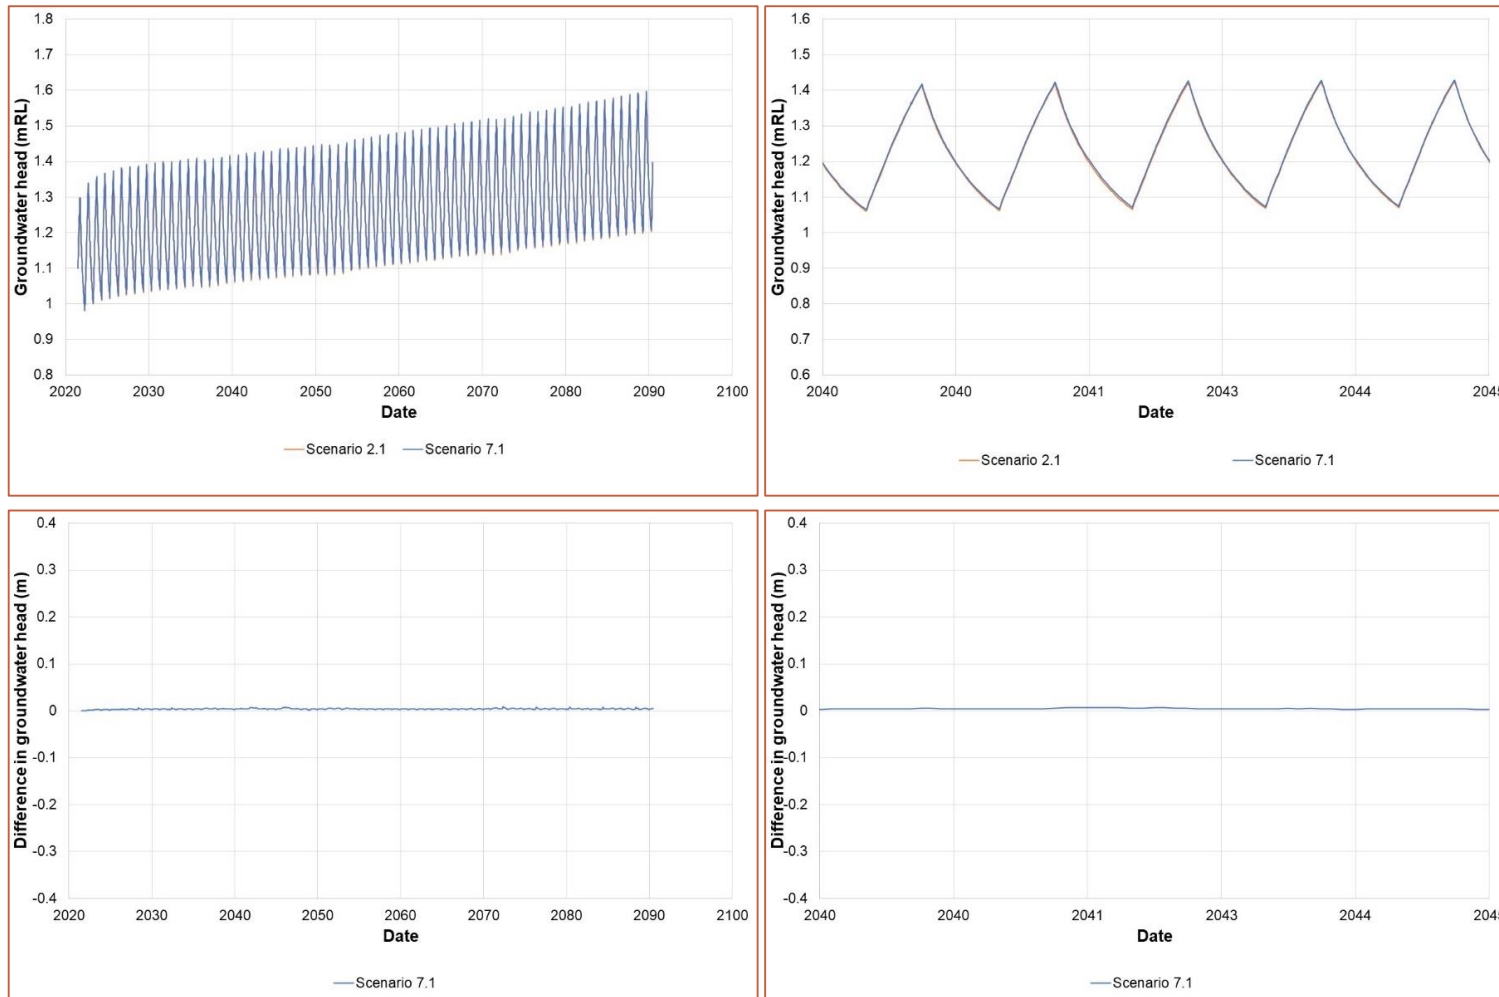 Groundwater head (mRL)
1.8
1.7
1.6
1.5
1.4
1.3
1.2
1.1
1
0.9
0.8
2020 2030 2040 2050 2060 2070 2080 2090 2100
Date
Scenario 2.1 Scenario 7.1
Groundwater head (mRL)
1.6
1.5
1.4
1.3
1.2
1.1
1
0.9
0.8
0.7
0.6
2040 2040 2041 2043 2044 2045
Date
Scenario 2.1 Scenario 7.1
Difference in groundwater head (m)
0.4
0.3
0.2
0.1
0
-0.1
-0.2
-0.3
-0.4
2020 2030 2040 2050 2060 2070 2080 2090 2100
Date
Scenario 7.1
Difference in groundwater head (m)
0.4
0.3
0.2
0.1
0
-0.1
-0.2
-0.3
-0.4
2040 2040 2041 2043 2044 2045
Date
Scenario 7.1